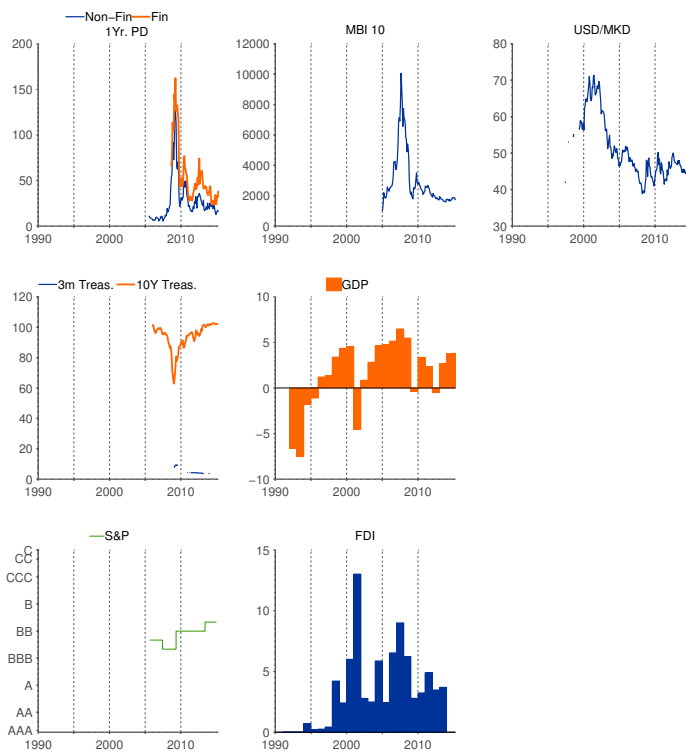 Non−Fin Fin
1Yr. PD
200
150
100
50
0
1990 2000 2010
MBI 10
12000
10000
8000
6000
4000
2000
0
1990 2000 2010
USD/MKD
80
70
60
50
40
30
1990 2000 2010
3m Treas. 10Y Treas.
120
100
80
60
40
20
0
1990 2000 2010
GDP
10
5
0
−5
−10
1990 2000 2010
S&P
C
CC
CCC
B
BB
BBB
A
AA
AAA
1990 2000 2010
FDI
15
10
5
0
1990 2000 2010